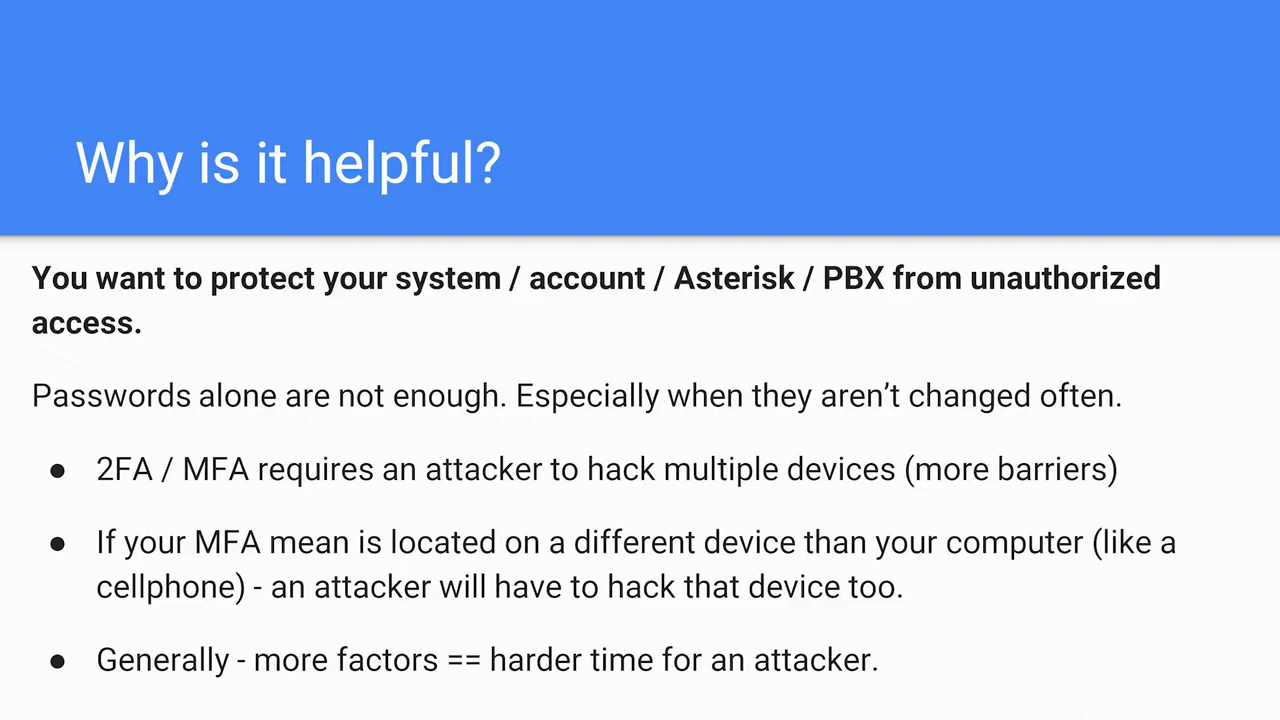 Why is it helpful?
You want to protect your system / account / Asterisk / PBX from unauthorized
access.
Passwords alone are not enough. Especially when they aren’t changed often.
● 2FA / MFA requires an attacker to hack multiple devices (more barriers)
● If your MFA mean is located on a different device than your computer (like a
cellphone) - an attacker will have to hack that device too.
● Generally - more factors == harder time for an attacker.